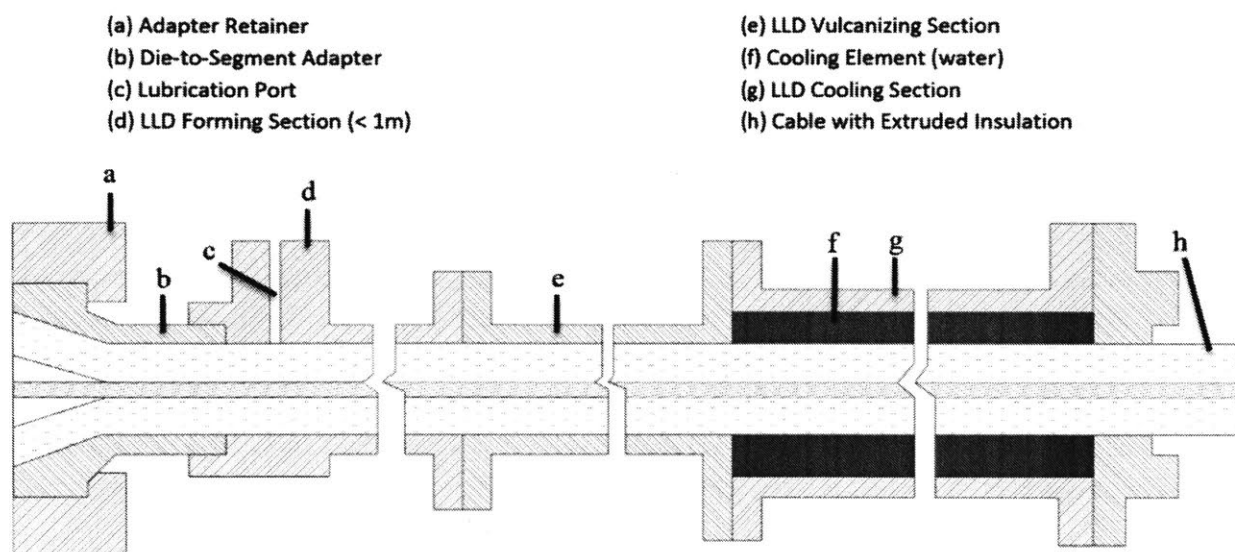 (a) Adapter Retainer
(b) Die-to-Segment Adapter
(c) Lubrication Port
(d) LLD Forming Section (< 1m)
(e) LLD Vulcanizing Section
(f) Cooling Element (water)
(g) LLD Cooling Section
(h) Cable with Extruded Insulation
a
d
c
b
e
f
g
h